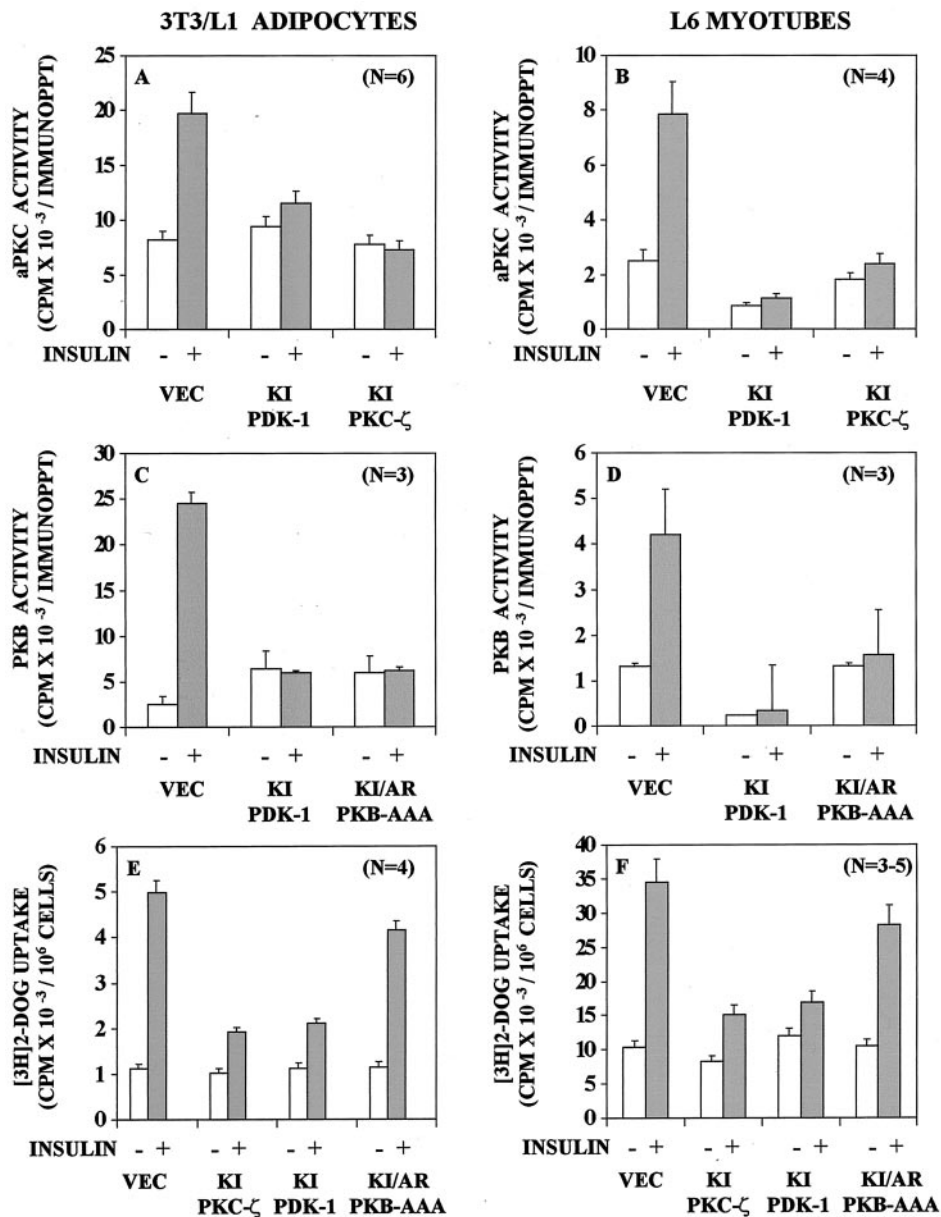 3T3/L1 ADIPOCYTES
L6 MYOTUBES
A
(N=6)
aPKC ACTIVITY
(CPM X 10 -3 / IMMUNOPPT)
25
20
15
10
5
0
INSULIN - + - + - +
VEC KI KI
PDK-1 PKC-ζ
B
(N=4)
aPKC ACTIVITY
(CPM X 10 -3 / IMMUNOPPT)
10
8
6
4
2
0
INSULIN - + - + - +
VEC KI KI
PDK-1 PKC-ζ
C
(N=3)
PKB ACTIVITY
(CPM X 10 -3 / IMMUNOPPT)
30
25
20
15
10
5
0
INSULIN - + - + - +
VEC KI KI/AR
PDK-1 PKB-AAA
D
(N=3)
PKB ACTIVITY
(CPM X 10 -3 / IMMUNOPPT)
6
5
4
3
2
1
0
INSULIN - + - + - +
VEC KI KI/AR
PDK-1 PKB-AAA
E
(N=4)
[3H]2-DOG UPTAKE
(CPM X 10 -3 / 10 6 CELLS)
6
5
4
3
2
1
0
INSULIN - + - + - + - +
VEC KI KI KI/AR
PKC-ζ PDK-1 PKB-AAA
F
(N=3-5)
[3H]2-DOG UPTAKE
(CPM X 10 -3 / 10 6 CELLS)
40
35
30
25
20
15
10
5
0
INSULIN - + - + - + - +
VEC KI KI KI/AR
PKC-ζ PDK-1 PKB-AAA